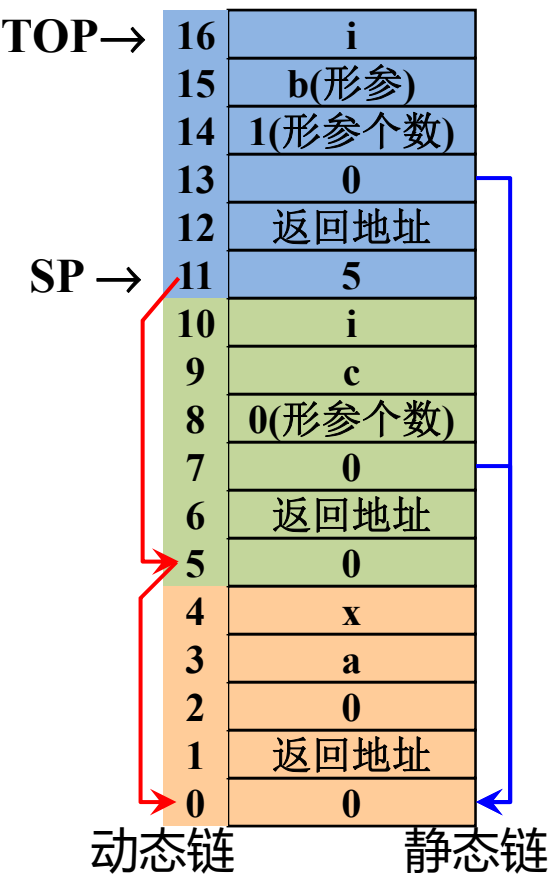 TOP→ 16 i
15 b(形参)
14 1(形参个数)
13 0
12 返回地址
SP → 11 5
10 i
9 c
8 0(形参个数)
7 0
6 返回地址
5 0
4 x
3 a
2 0
1 返回地址
0 0
动态链 静态链